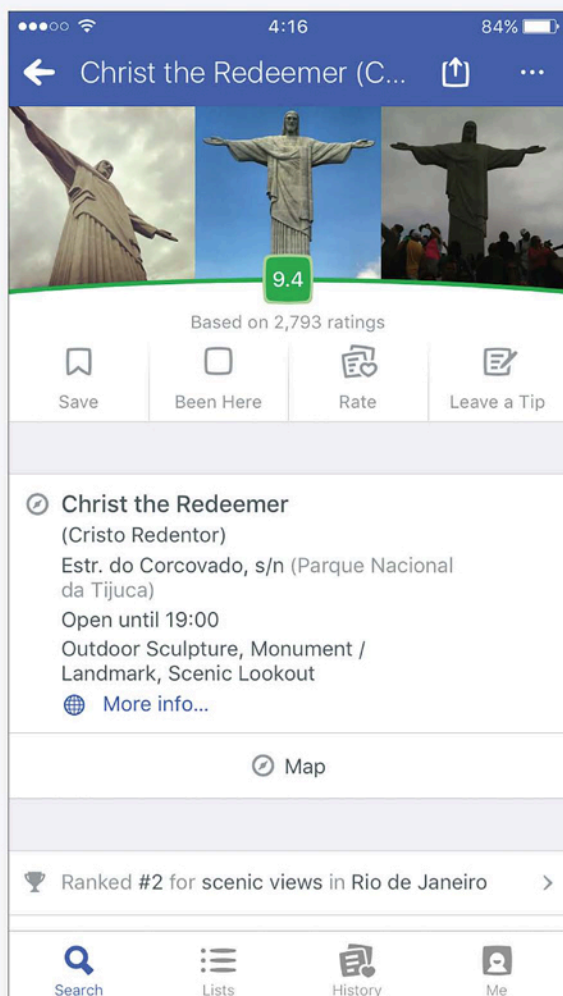 4:16
84%
Christ the Redeemer (C...
9.4
Based on 2,793 ratings
Save
Been Here
Rate
Leave a Tip
Christ the Redeemer
(Cristo Redentor)
Estr. do Corcovado, s/n (Parque Nacional
da Tijuca)
Open until 19:00
Outdoor Sculpture, Monument /
Landmark, Scenic Lookout
More info...
Map
Ranked #2 for scenic views in Rio de Janeiro
Search
Lists
History
Me